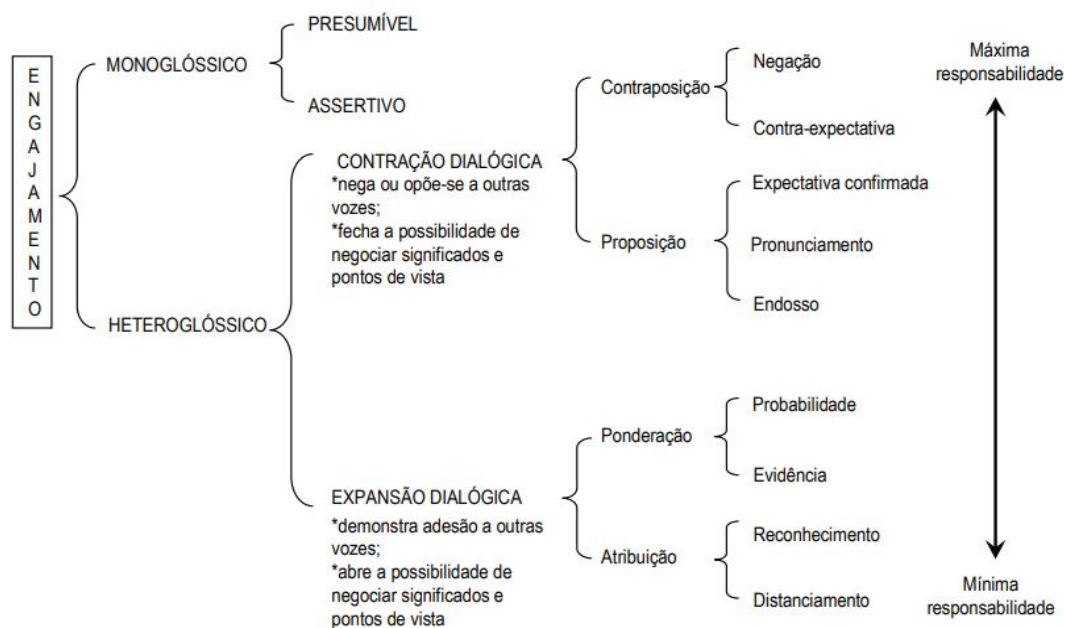 ENGAJAMENTO
MONOGLÓSSICO
PRESUMÍVEL
ASSERTIVO
HETEROGLÓSSICO
CONTRAÇÃO DIALÓGICA
*nega ou opõe-se a outras
vozes;
*fecha a possibilidade de
negociar significados e
pontos de vista
Contraposição
Negação
Contra-expectativa
Proposição
Expectativa confirmada
Pronunciamento
Endosso
EXPANSÃO DIALÓGICA
*demonstra adesão a outras
vozes;
*abre a possibilidade de
negociar significados e
pontos de vista
Ponderação
Probabilidade
Evidência
Atribuição
Reconhecimento
Distanciamento
Máxima
responsabilidade
Mínima
responsabilidade